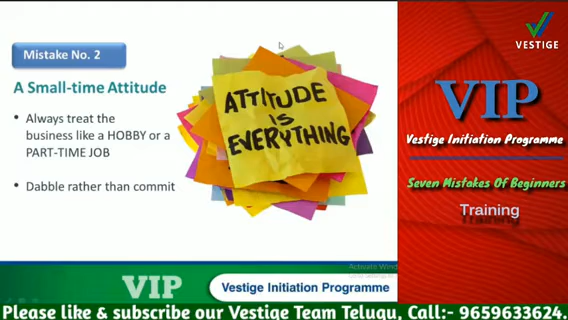 Mistake No. 2
A Small-time Attitude
• Always treat the
business like a HOBBY or a
PART-TIME JOB
• Dabble rather than commit
ATTITUDE
IS
EVERYTHING
VESTIGE
VIP
Vestige Initiation Programme
Seven Mistakes Of Beginners
Training
Activate Wind
VIP
Vestige Initiation Programme
Please like & subscribe our Vestige Team Telugu, Call:- 9659633624.